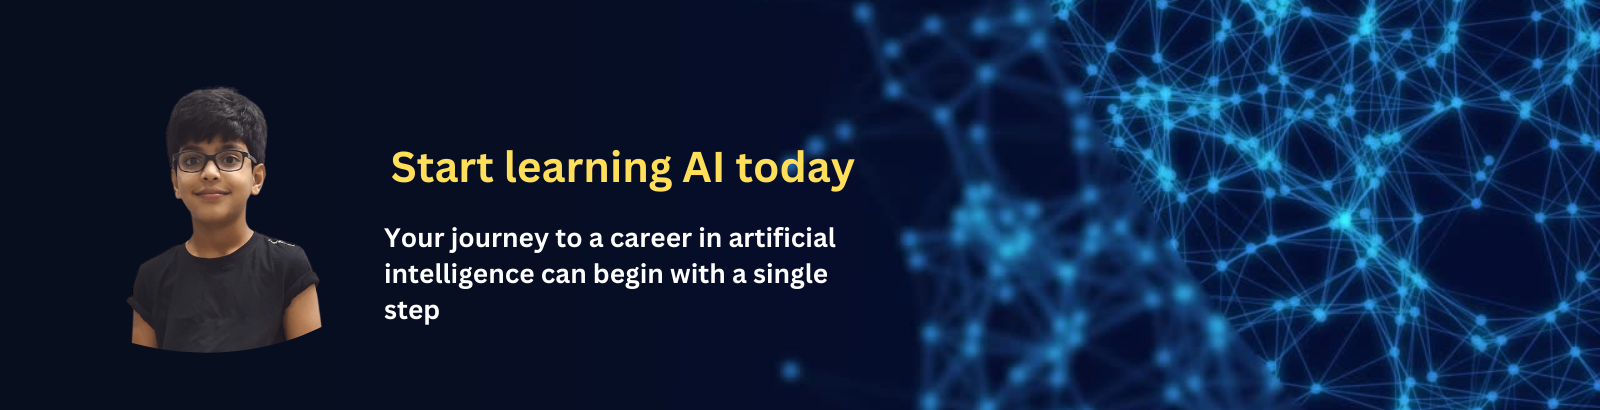 Start learning AI today
Your journey to a career in artificial
intelligence can begin with a single
step